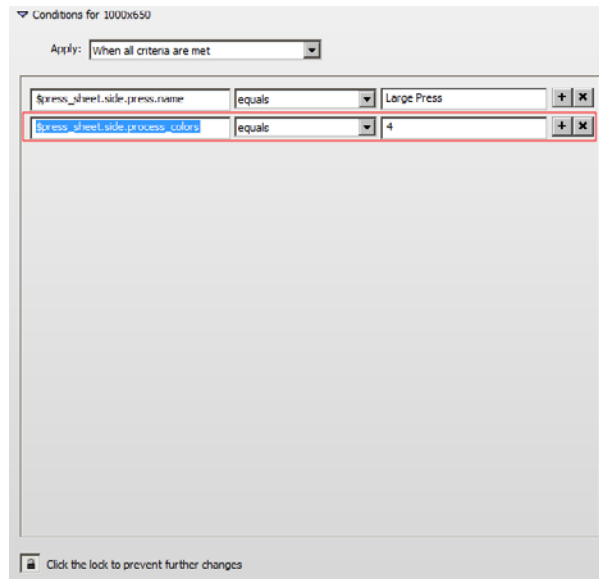 Conditions for 1000x650
Apply: When all criteria are met
$press_sheet.side.press.name equals Large Press + x
$press_sheet.side.process_colors equals 4 + x
Click the lock to prevent further changes